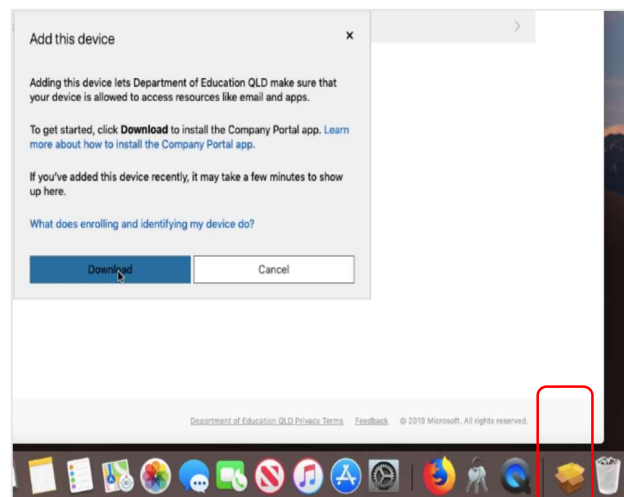 Add this device
x
Adding this device lets Department of Education QLD make sure that
your device is allowed to access resources like email and apps.
To get started, click Download to install the Company Portal app. Learn
more about how to install the Company Portal app.
If you've added this device recently, it may take a few minutes to show
up here.
What does enrolling and identifying my device do?
Download
Cancel
Department of Education QLD Privacy Terms Feedback © 2019 Microsoft. All rights reserved.